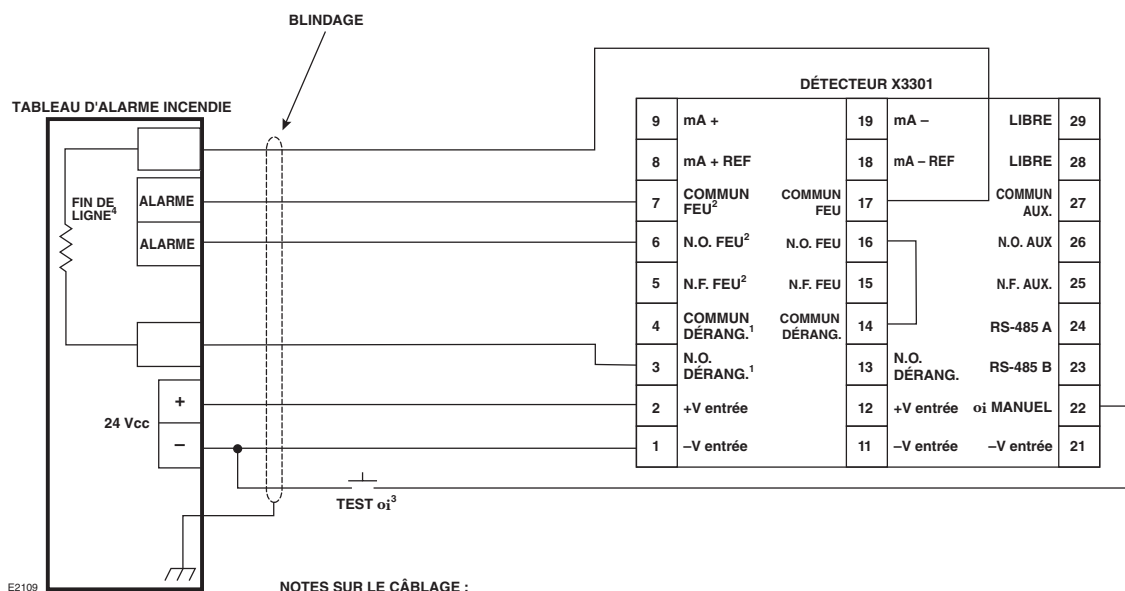 BLINDAGE
TABLEAU D'ALARME INCENDIE
FIN DE
LIGNE⁴
ALARME
ALARME
24 Vcc
+
–
TEST oi³
E2109
DÉTECTEUR X3301
9 mA + 19 mA – LIBRE 29
8 mA + REF 18 mA – REF LIBRE 28
7 COMMUN FEU² COMMUN FEU 17 COMMUN AUX. 27
6 N.O. FEU² N.O. FEU 16 N.O. AUX 26
5 N.F. FEU² N.F. FEU 15 N.F. AUX. 25
4 COMMUN DÉRANG.¹ COMMUN DÉRANG. 14 RS-485 A 24
3 N.O. DÉRANG.¹ 13 N.O. DÉRANG. RS-485 B 23
2 +V entrée 12 +V entrée oi MANUEL 22
1 –V entrée 11 –V entrée –V entrée 21
NOTES SUR LE CÂBLAGE :